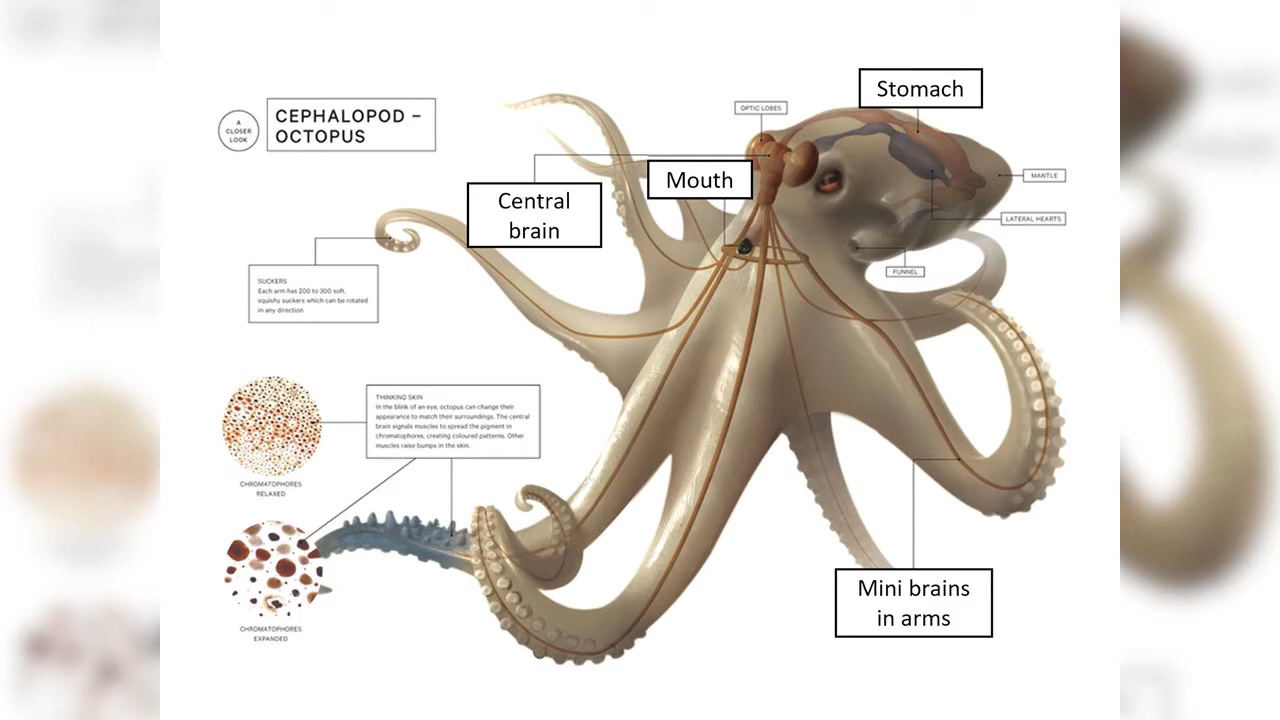 A
CLOSER
LOOK
CEPHALOPOD –
OCTOPUS
OPTIC LOBES
Stomach
Mouth
Central
brain
MANTLE
LATERAL HEARTS
FUNNEL
SUCKERS
Each arm has 200 to 300 soft,
squishy suckers which can be rotated
in any direction
THINKING SKIN
In the blink of an eye, octopus can change their
appearance to match their surroundings. The central
brain signals muscles to spread the pigment in
chromatophores, creating coloured patterns. Other
muscles raise bumps in the skin.
CHROMATOPHORES
RELAXED
CHROMATOPHORES
EXPANDED
Mini brains
in arms